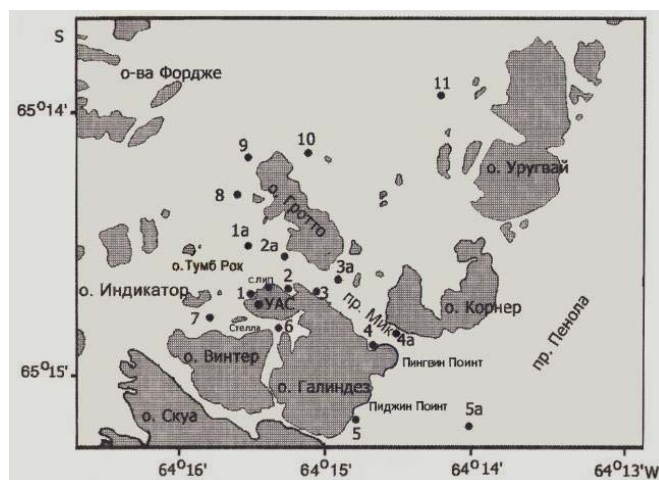 S
о-ва Фордже
11
65°14'
9
10
о. Уругвай
8
о. Гротто
1а
2а
о.Тумб Рок
3а
слип
2
о. Индикатор
1
УАС
3
пр. Мик
о. Корнер
7
Стелла
6
4
4а
пр. Пенола
65°15'
о. Винтер
Пингвин Поинт
о. Галиндез
о. Скуа
Пиджин Поинт
5
5а
64°16'
64°15'
64°14'
64°13'W